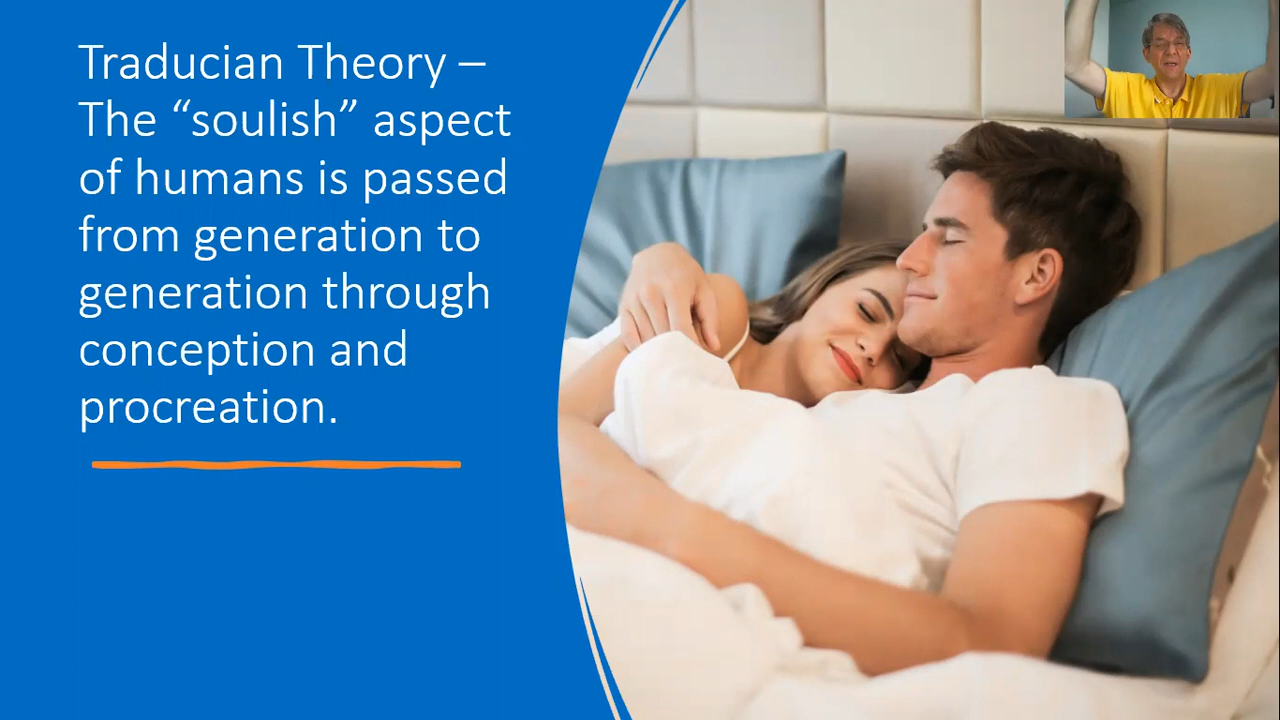 Traducian Theory –
The “soulish” aspect
of humans is passed
from generation to
generation through
conception and
procreation.